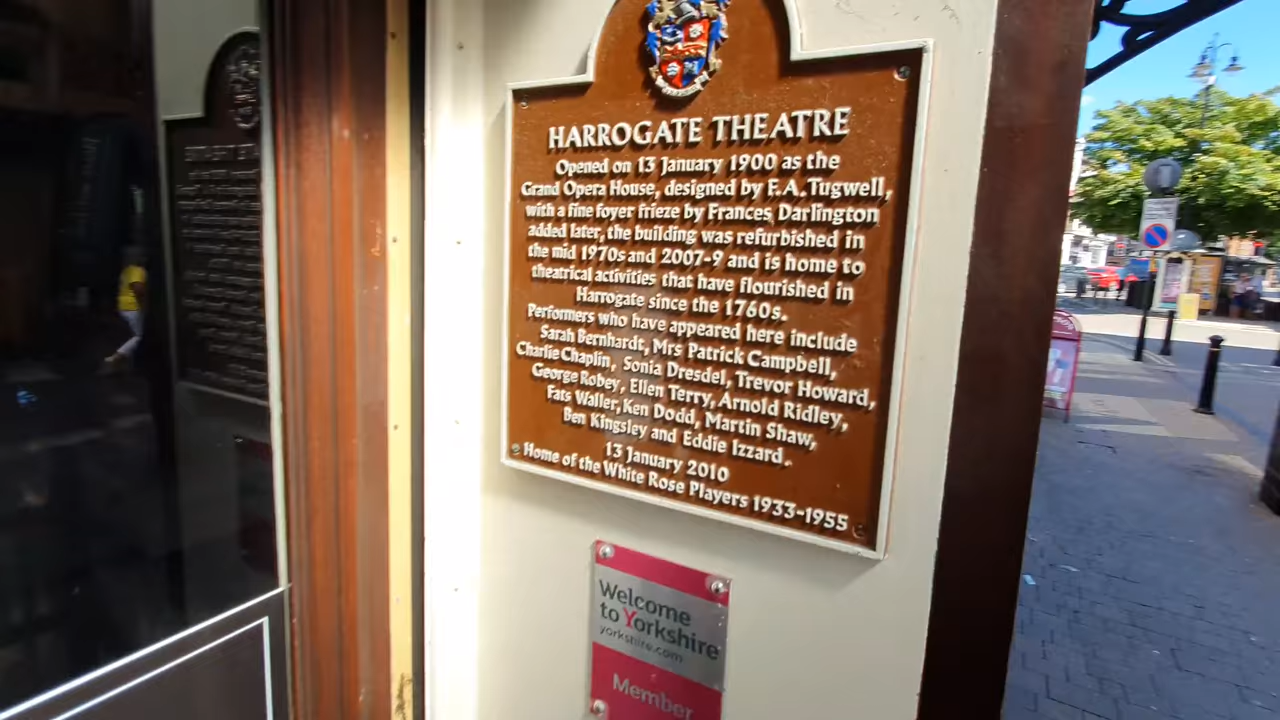 HARROGATE THEATRE
Opened on 13 January 1900 as the
Grand Opera House, designed by F.A.Tugwell,
with a fine foyer frieze by Frances Darlington
added later, the building was refurbished in
the mid 1970s and 2007-9 and is home to
theatrical activities that have flourished in
Harrogate since the 1760s.
Performers who have appeared here include
Sarah Bernhardt, Mrs Patrick Campbell,
Charlie Chaplin, Sonia Dresdel, Trevor Howard,
George Robey, Ellen Terry, Arnold Ridley,
Fats Waller, Ken Dodd, Martin Shaw,
Ben Kingsley and Eddie Izzard.
13 January 2010
Home of the White Rose Players 1933-1955
Welcome
to Yorkshire
yorkshire.com
Member